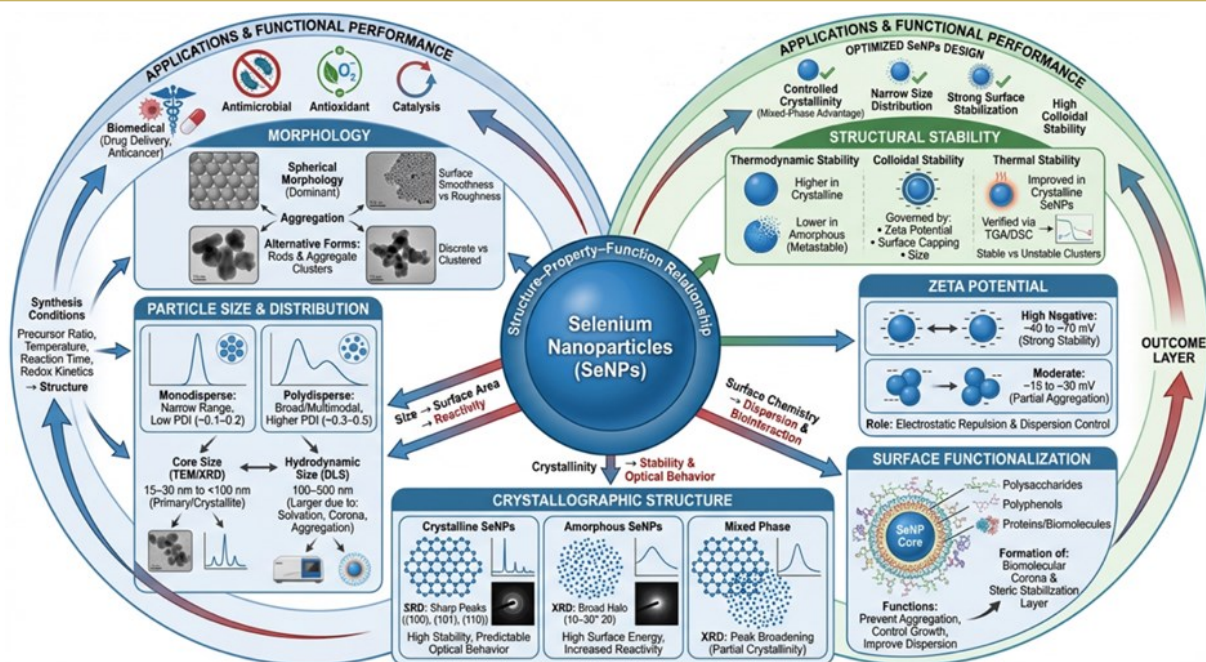 APPLICATIONS & FUNCTIONAL PERFORMANCE
Biomedical
(Drug Delivery,
Anticancer)
Antimicrobial
O₂⁻
Antioxidant
Catalysis
MORPHOLOGY
Spherical
Morphology
(Dominant)
Surface
Smoothness
vs Roughness
Aggregation
Alternative Forms:
Rods & Aggregate
Clusters
Discrete vs
Clustered
Synthesis
Conditions
Precursor Ratio,
Temperature,
Reaction Time,
Redox Kinetics
→ Structure
PARTICLE SIZE & DISTRIBUTION
Monodisperse:
Narrow Range,
Low PDI (~0.1–0.2)
Polydisperse:
Broad/Multimodal,
Higher PDI (~0.3–0.5)
Core Size
(TEM/XRD)
15–30 nm to <100 nm
(Primary/Crystallite)
Hydrodynamic
Size (DLS)
100–500 nm
(Larger due to:
Solvation, Corona,
Aggregation)
Structure–Property–Function Relationship
Selenium
Nanoparticles
(SeNPs)
Size → Surface Area
→ Reactivity
Crystallinity → Stability &
Optical Behavior
Surface Chemistry
→ Dispersion &
Biointeraction
CRYSTALLOGRAPHIC STRUCTURE
Crystalline SeNPs
SRD: Sharp Peaks
((100), (101), (110))
High Stability, Predictable
Optical Behavior
Amorphous SeNPs
XRD: Broad Halo
(10–30° 20)
High Surface Energy,
Increased Reactivity
Mixed Phase
XRD: Peak Broadening
(Partial Crystallinity)
APPLICATIONS & FUNCTIONAL PERFORMANCE
OPTIMIZED SeNPs DESIGN
Controlled
Crystallinity
(Mixed-Phase Advantage)
Narrow Size
Distribution
Strong Surface
Stabilization
High
Colloidal
Stability
STRUCTURAL STABILITY
Thermodynamic Stability
Higher in
Crystalline
Lower in
Amorphous
(Metastable)
Colloidal Stability
Governed by:
• Zeta Potential
• Surface Capping
• Size
Thermal Stability
Improved in
Crystalline
SeNPs
Verified via
TGA/DSC
Stable vs Unstable Clusters
ZETA POTENTIAL
High Negative:
–40 to –70 mV
(Strong Stability)
Moderate:
–15 to –30 mV
(Partial Aggregation)
Role: Electrostatic Repulsion & Dispersion Control
OUTCOME
LAYER
SURFACE FUNCTIONALIZATION
SeNP
Core
Polysaccharides
Polyphenols
Proteins/Biomolecules
Formation of:
Biomolecular
Corona &
Steric Stabilization
Layer
Functions:
Prevent Aggregation,
Control Growth,
Improve Dispersion